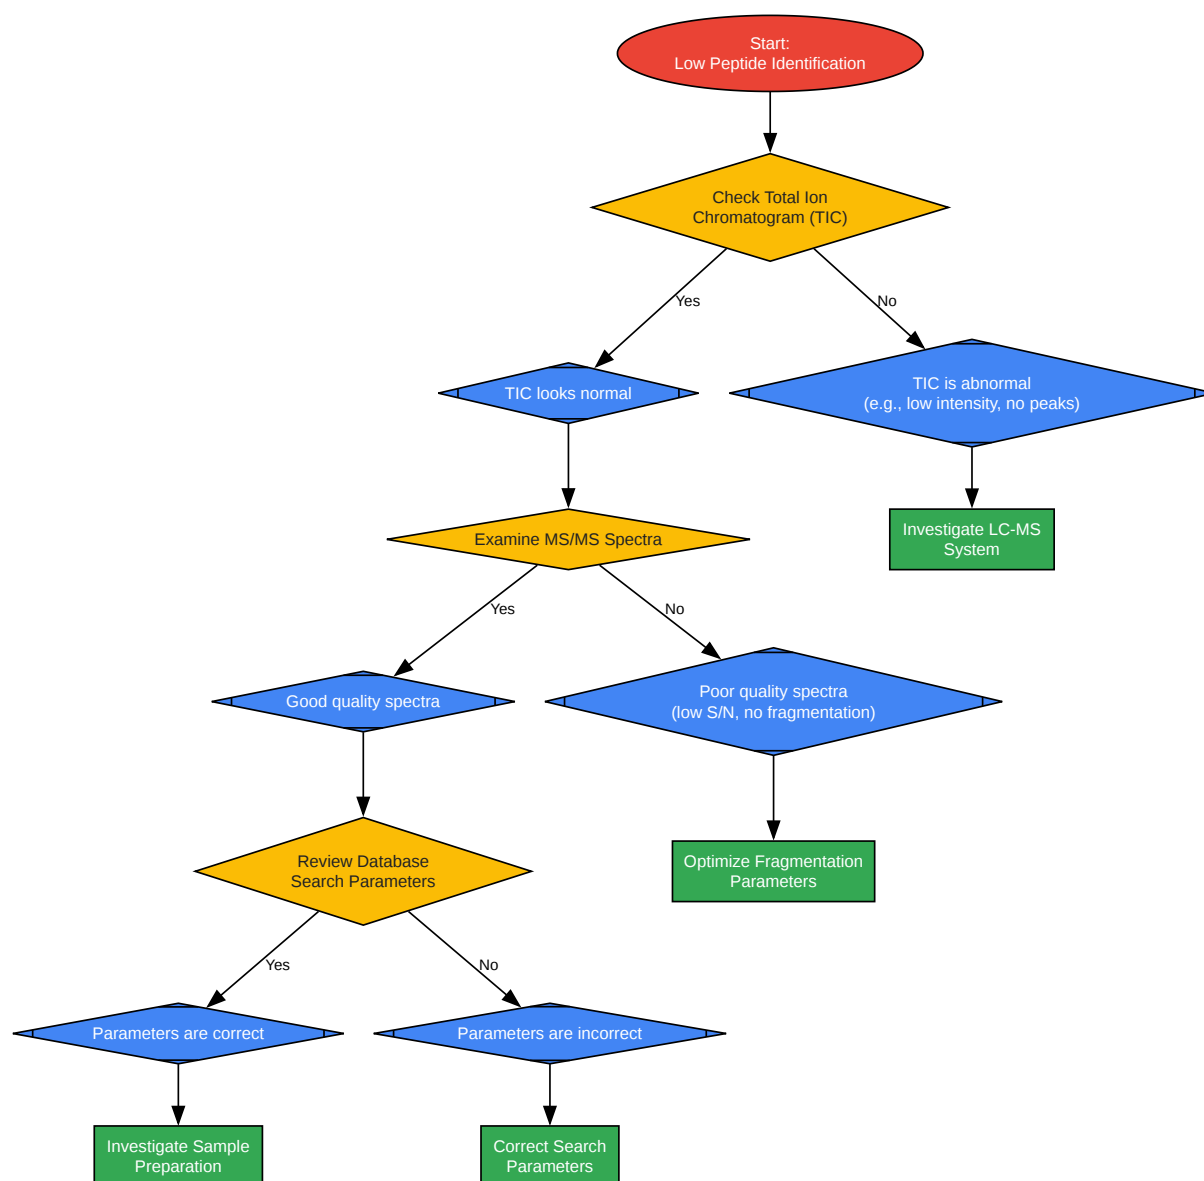 Start:
Low Peptide Identification
Check Total Ion
Chromatogram (TIC)
Yes
No
TIC looks normal
TIC is abnormal
(e.g., low intensity, no peaks)
Examine MS/MS Spectra
Investigate LC-MS
System
Yes
No
Good quality spectra
Poor quality spectra
(low S/N, no fragmentation)
Review Database
Search Parameters
Optimize Fragmentation
Parameters
Yes
No
Parameters are correct
Parameters are incorrect
Investigate Sample
Preparation
Correct Search
Parameters